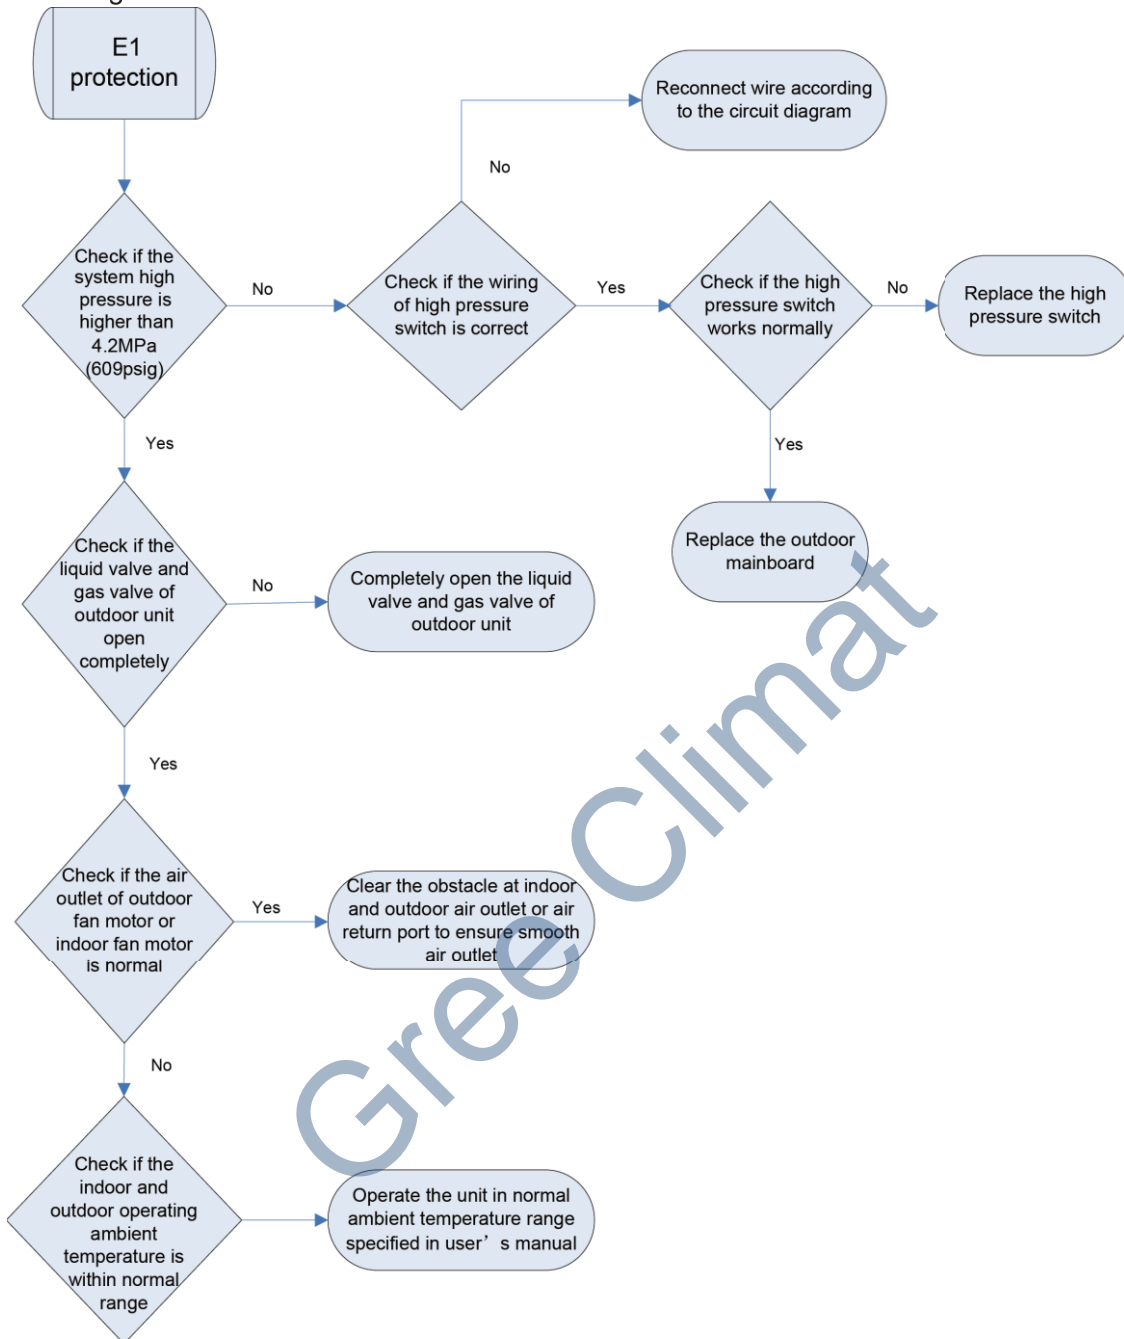 E1
protection
Reconnect wire according
to the circuit diagram
No
Check if the
system high
pressure is
higher than
4.2MPa
(609psig)
No
Check if the wiring
of high pressure
switch is correct
Yes
Check if the high
pressure switch
works normally
No
Replace the high
pressure switch
Yes
Yes
Replace the outdoor
mainboard
Check if the
liquid valve and
gas valve of
outdoor unit
open
completely
No
Completely open the liquid
valve and gas valve of
outdoor unit
Yes
Check if the air
outlet of outdoor
fan motor or
indoor fan motor
is normal
Yes
Clear the obstacle at indoor
and outdoor air outlet or air
return port to ensure smooth
air outlet
No
Check if the
indoor and
outdoor operating
ambient
temperature is
within normal
range
Operate the unit in normal
ambient temperature range
specified in user’s manual
Gree Climat